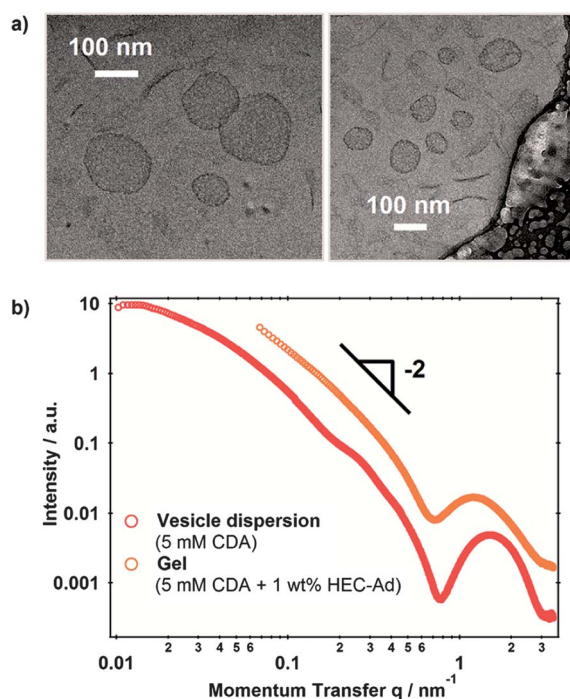 a)
100 nm
100 nm
b)
10
1
0.1
0.01
0.001
Intensity / a.u.
-2
Vesicle dispersion
(5 mM CDA)
Gel
(5 mM CDA + 1 wt% HEC-Ad)
0.01 2 3 4 5 6 0.1 2 3 4 5 6 1 2 3
Momentum Transfer q / nm⁻¹